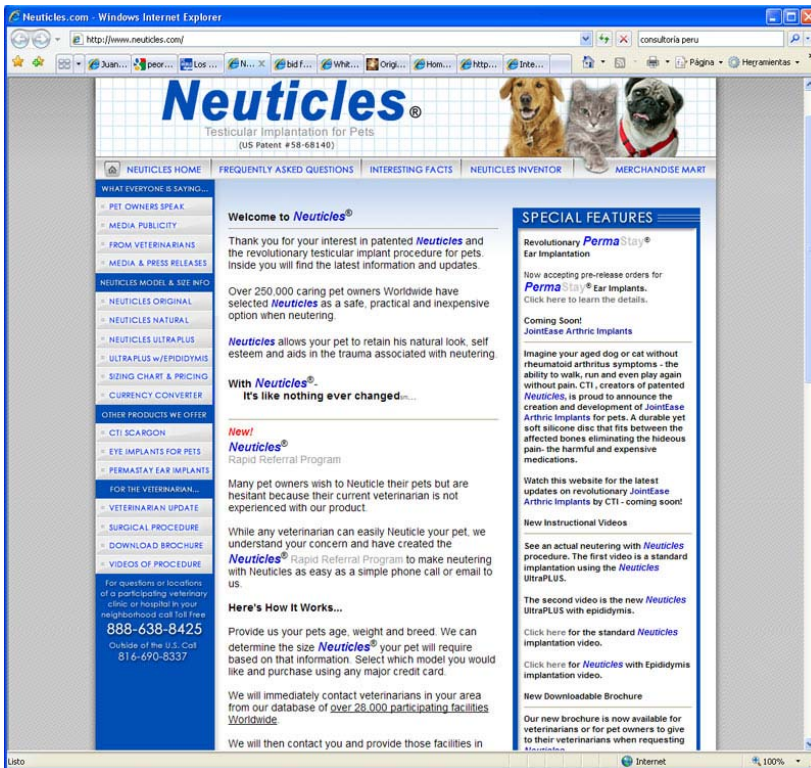 Neuticles.com - Windows Internet Explorer
http://www.neuticles.com/
consultoría peru
Juan...
peor...
Los ...
N...
bid f...
Whit...
Origi...
Hom...
http...
Inte...
Página
Herramientas
Neuticles®
Testicular Implantation for Pets
(US Patent #58-68140)
NEUTICLES HOME
FREQUENTLY ASKED QUESTIONS
INTERESTING FACTS
NEUTICLES INVENTOR
MERCHANDISE MART
WHAT EVERYONE IS SAYING...
PET OWNERS SPEAK
MEDIA PUBLICITY
FROM VETERINARIANS
MEDIA & PRESS RELEASES
NEUTICLES MODEL & SIZE INFO
NEUTICLES ORIGINAL
NEUTICLES NATURAL
NEUTICLES ULTRAPLUS
ULTRAPLUS w/EPIDIDYMIS
SIZING CHART & PRICING
CURRENCY CONVERTER
OTHER PRODUCTS WE OFFER
CTI SCARGON
EYE IMPLANTS FOR PETS
PERMASTAY EAR IMPLANTS
FOR THE VETERINARIAN...
VETERINARIAN UPDATE
SURGICAL PROCEDURE
DOWNLOAD BROCHURE
VIDEOS OF PROCEDURE
For questions or locations
of a participating veterinary
clinic or hospital in your
neighborhood call Toll Free
888-638-8425
Outside of the U.S. Call
816-690-8337
Welcome to Neuticles®
Thank you for your interest in patented Neuticles and
the revolutionary testicular implant procedure for pets.
Inside you will find the latest information and updates.
Over 250,000 caring pet owners Worldwide have
selected Neuticles as a safe, practical and inexpensive
option when neutering.
Neuticles allows your pet to retain his natural look, self
esteem and aids in the trauma associated with neutering.
With Neuticles®-
It's like nothing ever changed
New!
Neuticles®
Rapid Referral Program
Many pet owners wish to Neuticle their pets but are
hesitant because their current veterinarian is not
experienced with our product.
While any veterinarian can easily Neuticle your pet, we
understand your concern and have created the
Neuticles® Rapid Referral Program to make neutering
with Neuticles as easy as a simple phone call or email to
us.
Here's How It Works...
Provide us your pets age, weight and breed. We can
determine the size Neuticles® your pet will require
based on that information. Select which model you would
like and purchase using any major credit card.
We will immediately contact veterinarians in your area
from our database of over 28,000 participating facilities
Worldwide.
We will then contact you and provide those facilities in
SPECIAL FEATURES
Revolutionary PermaStay®
Ear Implantation
Now accepting pre-release orders for
PermaStay® Ear Implants.
Click here to learn the details.
Coming Soon!
JointEase Arthric Implants
Imagine your aged dog or cat without
rheumatoid arthritus symptoms - the
ability to walk, run and even play again
without pain. CTI , creators of patented
Neuticles, is proud to announce the
creation and development of JointEase
Arthric Implants for pets. A durable yet
soft silicone disc that fits between the
affected bones eliminating the hideous
pain- the harmful and expensive
medications.
Watch this website for the latest
updates on revolutionary JointEase
Arthric Implants by CTI - coming soon!
New Instructional Videos
See an actual neutering with Neuticles
procedure. The first video is a standard
implantation using the Neuticles
UltraPLUS.
The second video is the new Neuticles
UltraPLUS with epididymis.
Click here for the standard Neuticles
implantation video.
Click here for Neuticles with Epididymis
implantation video.
New Downloadable Brochure
Our new brochure is now available for
veterinarians or for pet owners to give
to their veterinarians when requesting
Neuticles
Listo
Internet
100%